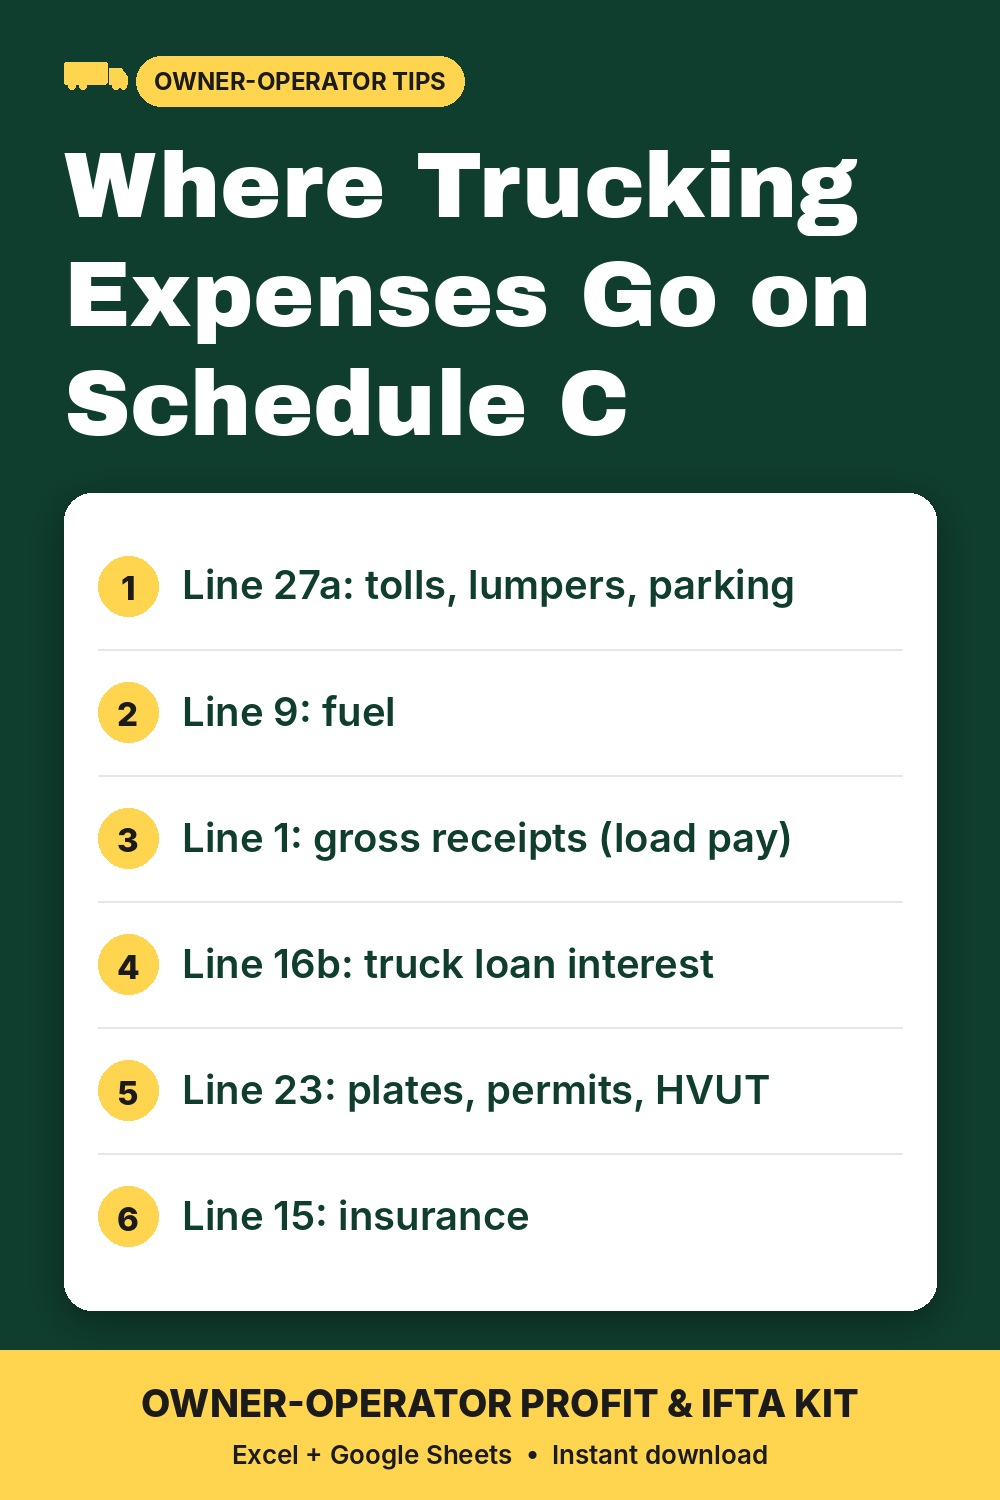 OWNER-OPERATOR TIPS
Where Trucking
Expenses Go on
Schedule C
1 Line 27a: tolls, lumpers, parking
2 Line 9: fuel
3 Line 1: gross receipts (load pay)
4 Line 16b: truck loan interest
5 Line 23: plates, permits, HVUT
6 Line 15: insurance
OWNER-OPERATOR PROFIT & IFTA KIT
Excel + Google Sheets • Instant download